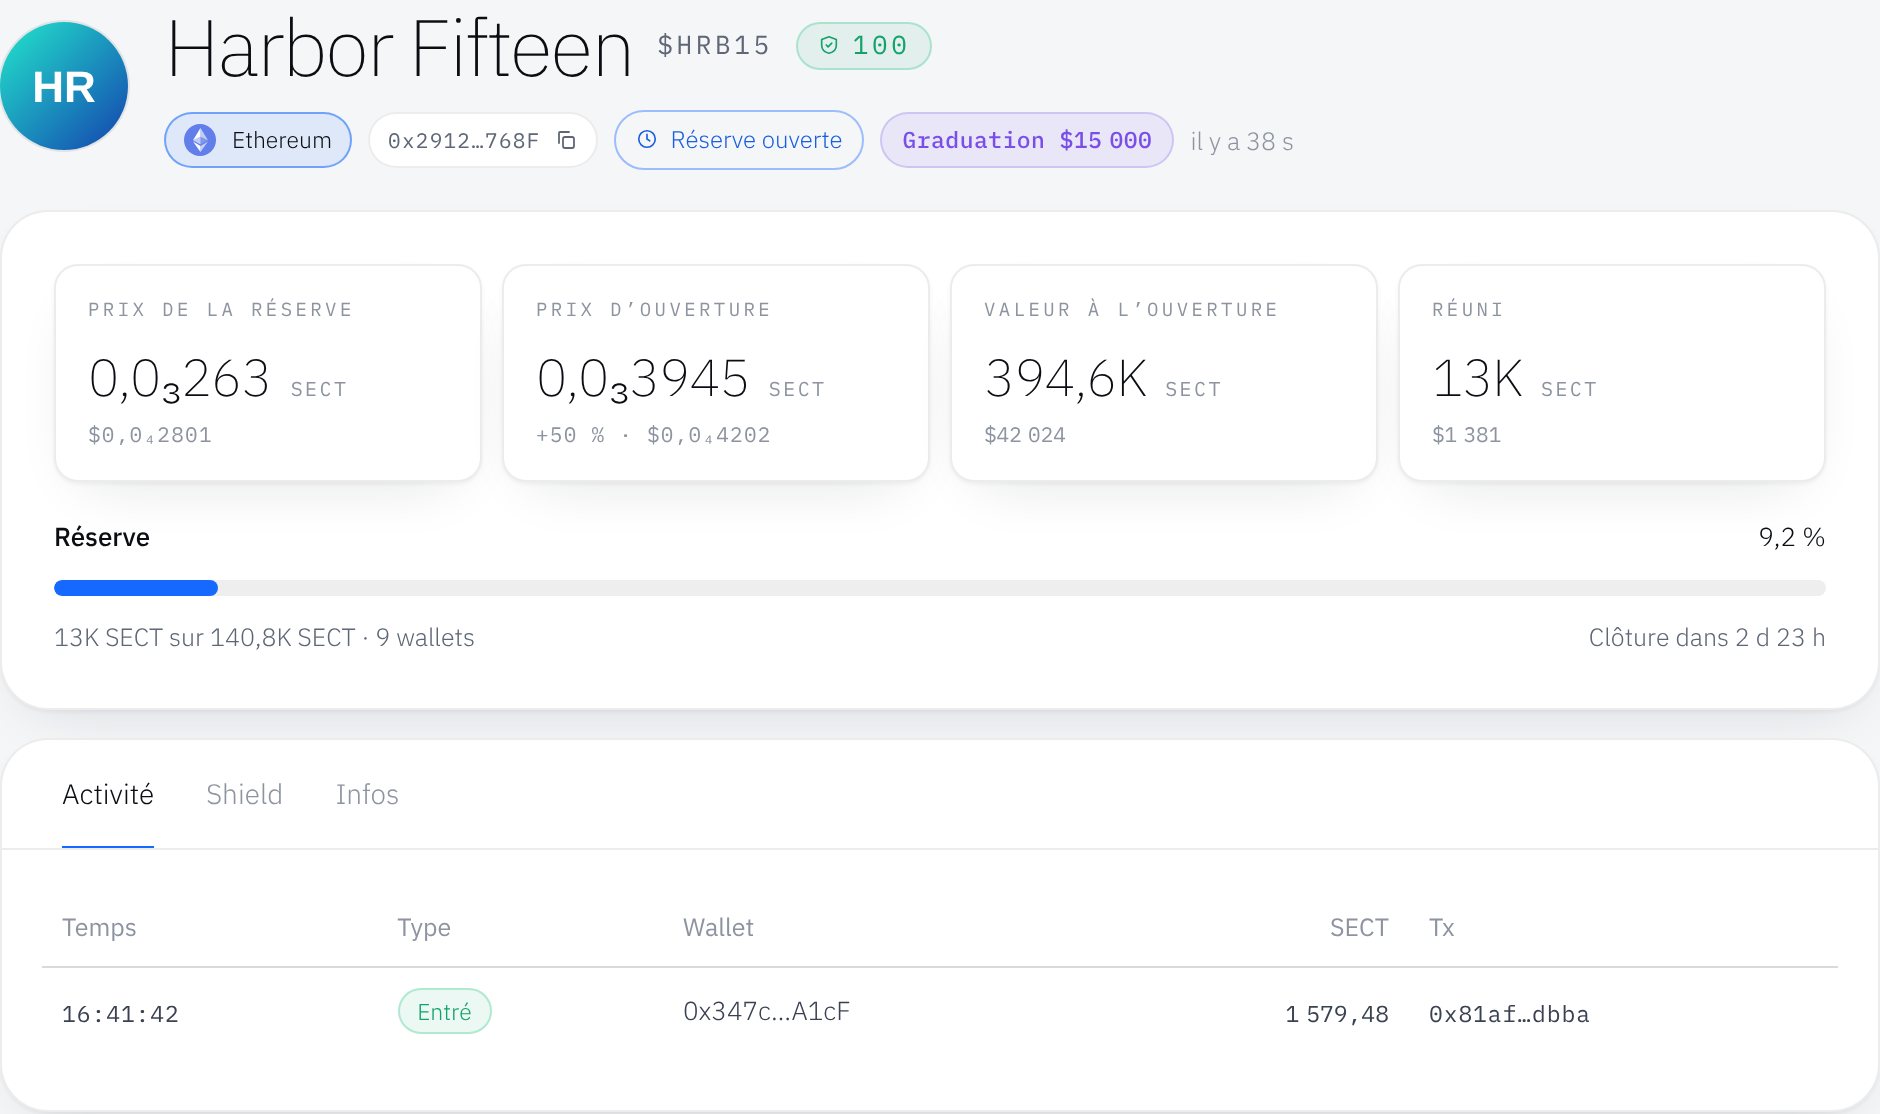 HR
Harbor Fifteen $HRB15 100
Ethereum 0x2912…768F Réserve ouverte Graduation $15 000 il y a 38 s
PRIX DE LA RÉSERVE
0,0₃263 SECT
$0,0₄2801
PRIX D’OUVERTURE
0,0₃3945 SECT
+50 % · $0,0₄4202
VALEUR À L’OUVERTURE
394,6K SECT
$42 024
RÉUNI
13K SECT
$1 381
Réserve 9,2 %
13K SECT sur 140,8K SECT · 9 wallets Clôture dans 2 d 23 h
Activité Shield Infos
Temps Type Wallet SECT Tx
16:41:42 Entré 0x347c...A1cF 1 579,48 0x81af…dbba